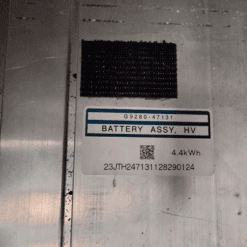 G9280-47131
BATTERY ASSY, HV
4.4kWh
23JTH247131128290124